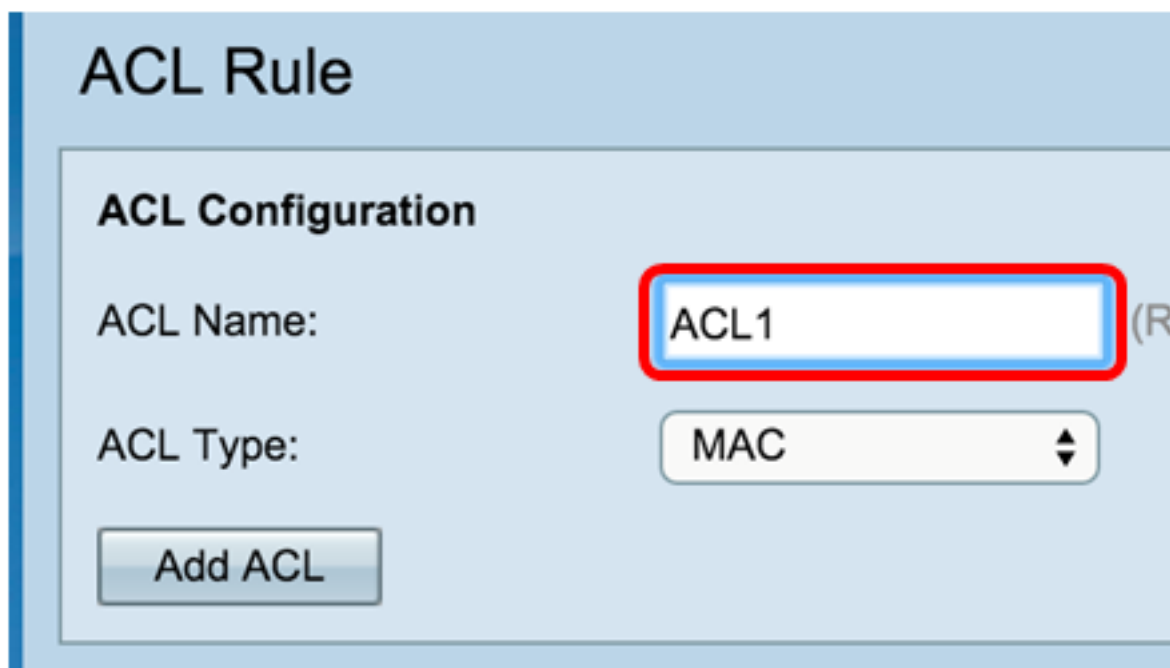 ACL Rule
ACL Configuration
ACL Name: ACL1 (R
ACL Type: MAC
Add ACL